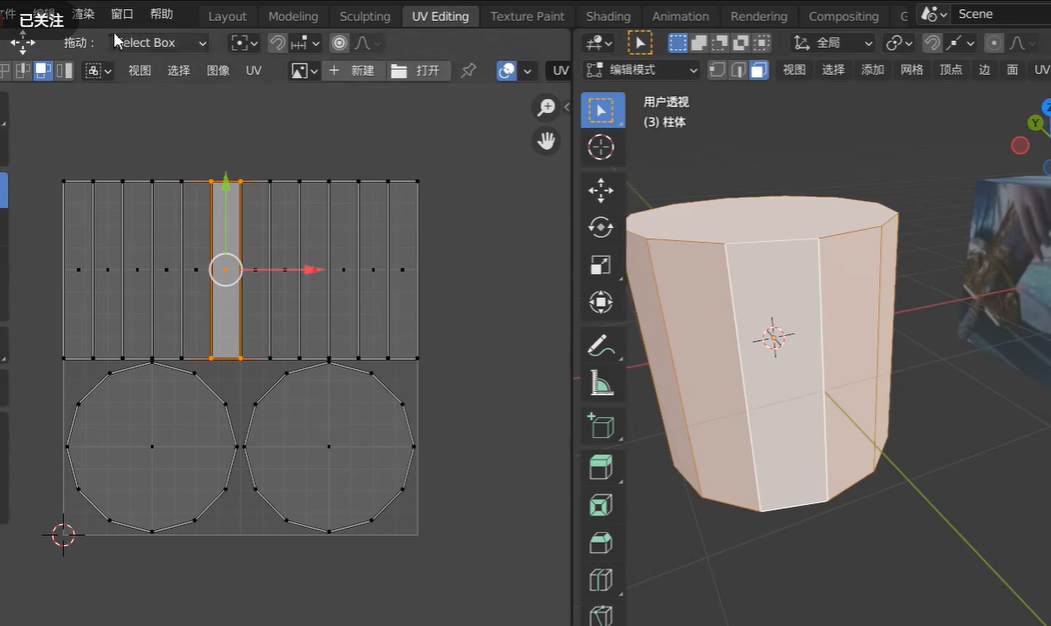 已关注
渲染 窗口 帮助 Layout Modeling Sculpting UV Editing Texture Paint Shading Animation Rendering Compositing Scene
拖动： Select Box 全局
视图 选择 图像 UV 新建 打开 UV 编辑模式 视图 选择 添加 网格 顶点 边 面 UV
用户透视
(3) 柱体
Y
Z